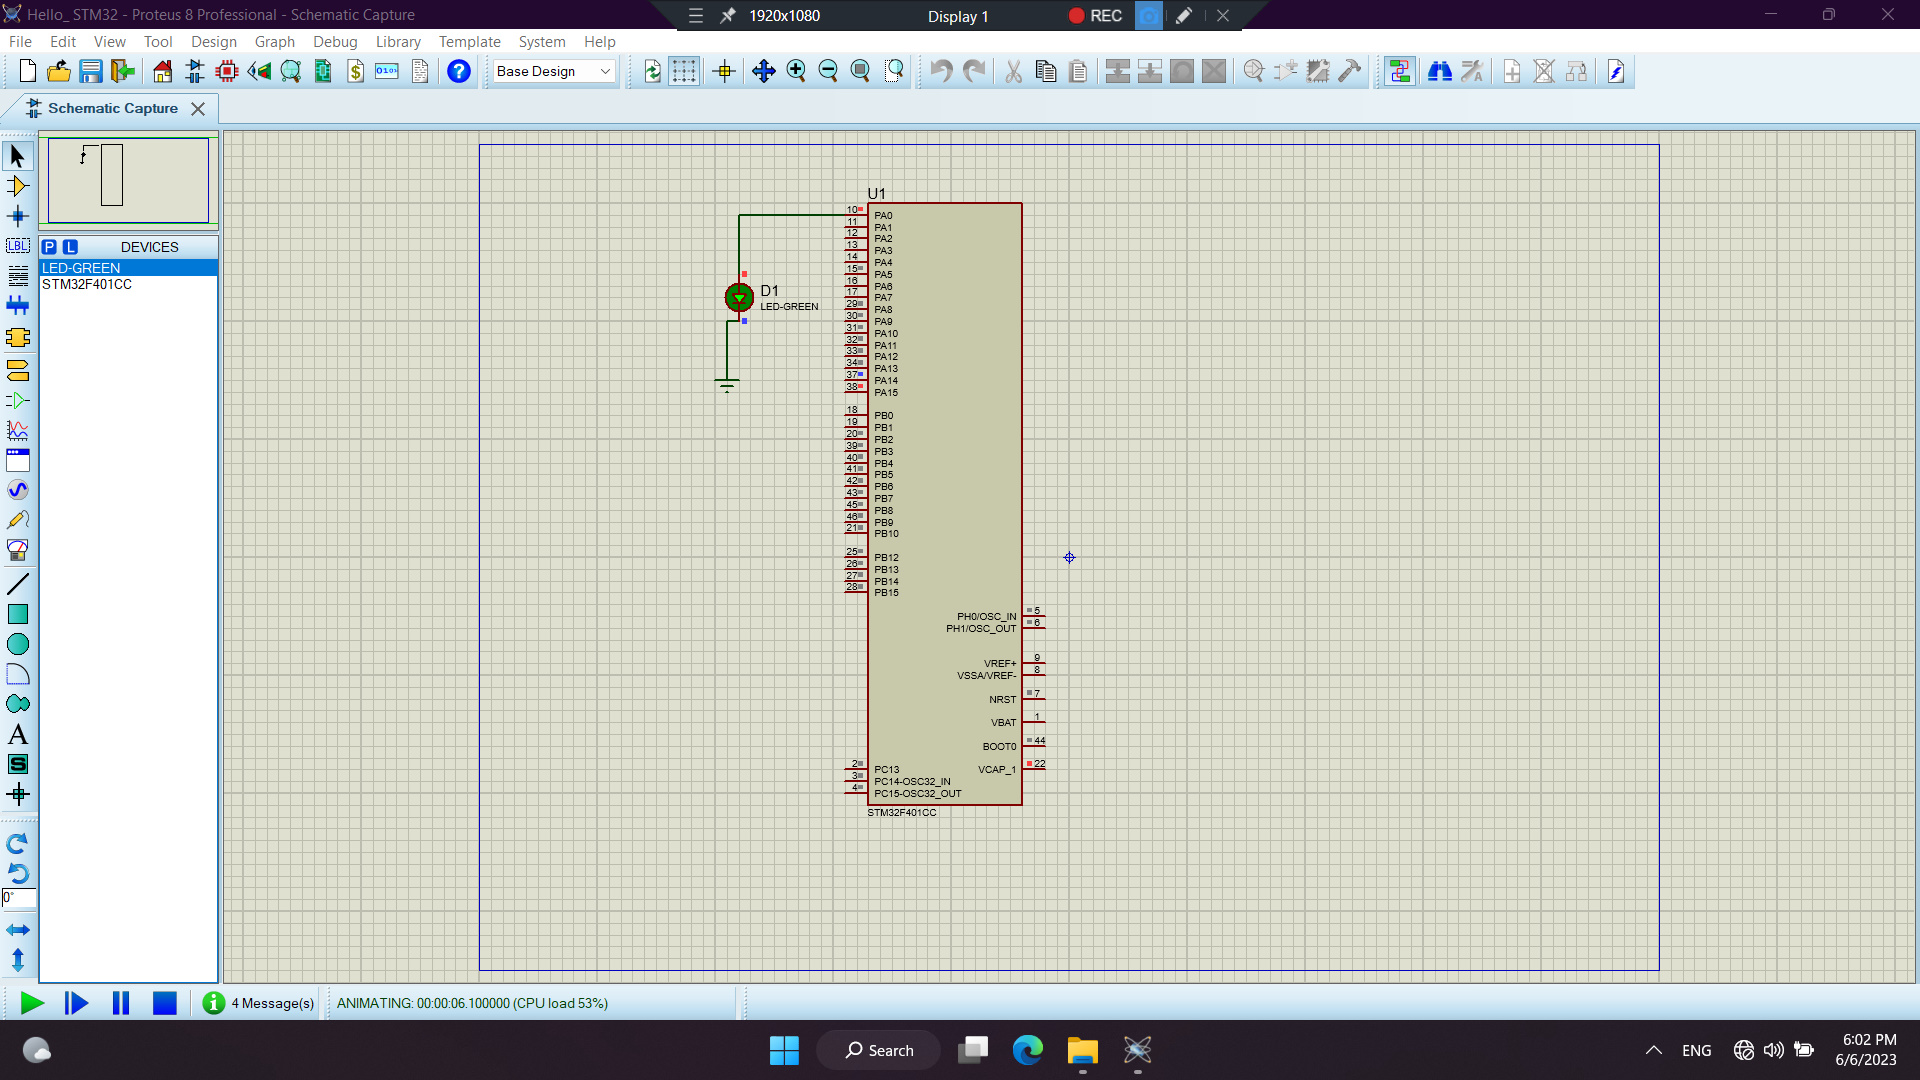 Hello_ STM32 - Proteus 8 Professional - Schematic Capture
1920x1080
Display 1
REC
File Edit View Tool Design Graph Debug Library Template System Help
Base Design
Schematic Capture
LBL
P L DEVICES
LED-GREEN
STM32F401CC
U1
10 PA0
11 PA1
12 PA2
13 PA3
14 PA4
15 PA5
16 PA6
17 PA7
29 PA8
30 PA9
31 PA10
32 PA11
33 PA12
34 PA13
37 PA14
38 PA15
D1
LED-GREEN
18 PB0
19 PB1
20 PB2
39 PB3
40 PB4
41 PB5
42 PB6
43 PB7
45 PB8
46 PB9
21 PB10
25 PB12
26 PB13
27 PB14
28 PB15
PH0/OSC_IN 5
PH1/OSC_OUT 6
VREF+ 9
VSSA/VREF- 8
NRST 7
VBAT 1
BOOT0 44
VCAP_1 22
2 PC13
3 PC14-OSC32_IN
4 PC15-OSC32_OUT
STM32F401CC
A
S
0°
4 Message(s)
ANIMATING: 00:00:06.100000 (CPU load 53%)
Search
ENG
6:02 PM
6/6/2023